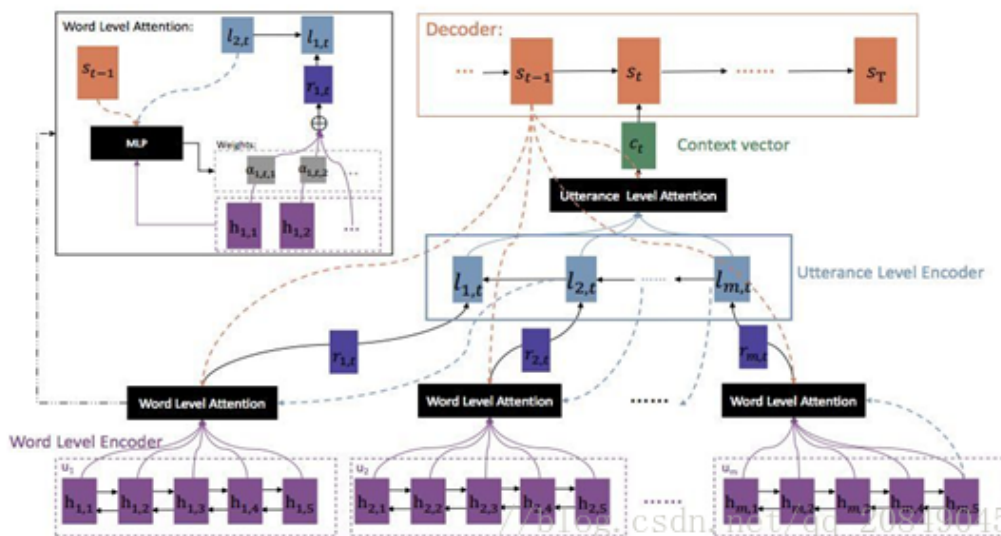 Word Level Attention:
l2,t
l1,t
st−1
r1,t
MLP
Weights:
α1,t,1
α1,t,2
...
h1,1
h1,2
...
Decoder:
...
st−1
st
......
sT
ct
Context vector
Utterance Level Attention
Utterance Level Encoder
l1,t
l2,t
......
lm,t
r1,t
r2,t
rm,t
Word Level Attention
Word Level Attention
......
Word Level Attention
Word Level Encoder
u1
h1,1
h1,2
h1,3
h1,4
h1,5
u2
h2,1
h2,2
h2,3
h2,4
h2,5
......
um
hm,1
hm,2
hm,3
hm,4
hm,5
//blog.csdn.net/qq_20849045